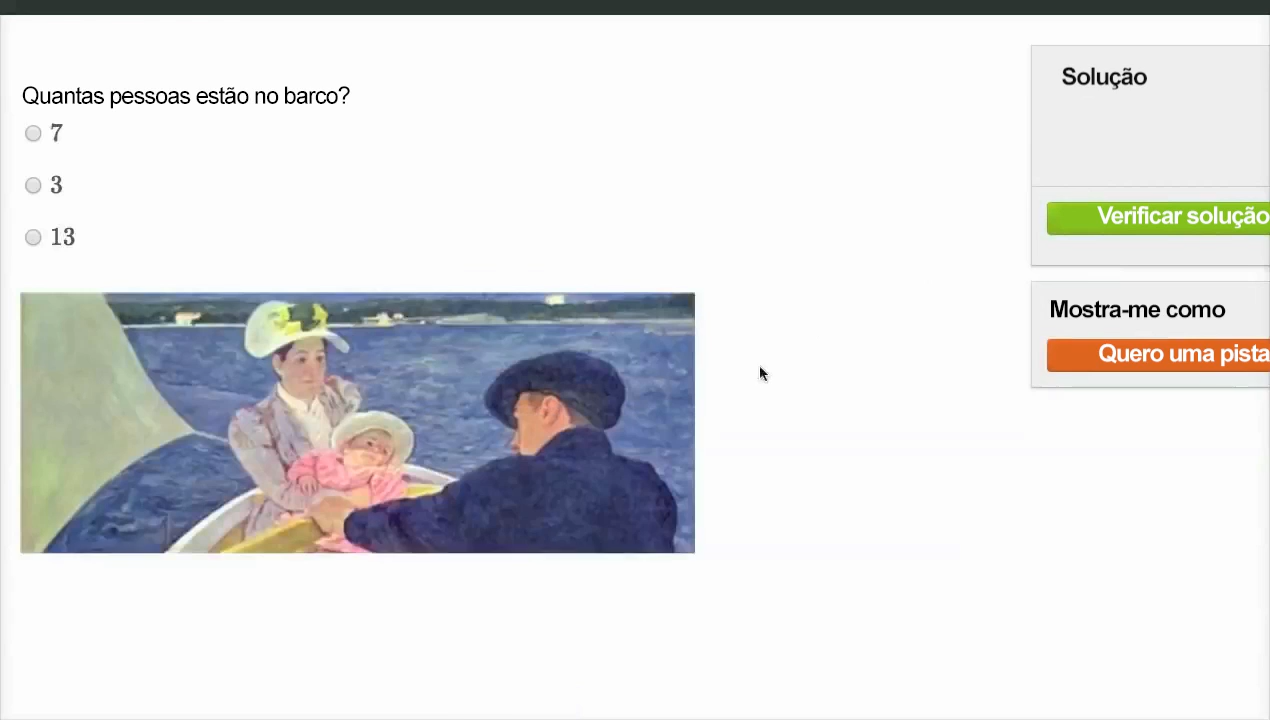 Quantas pessoas estão no barco?
7
3
13
Solução
Verificar solução
Mostra-me como
Quero uma pista